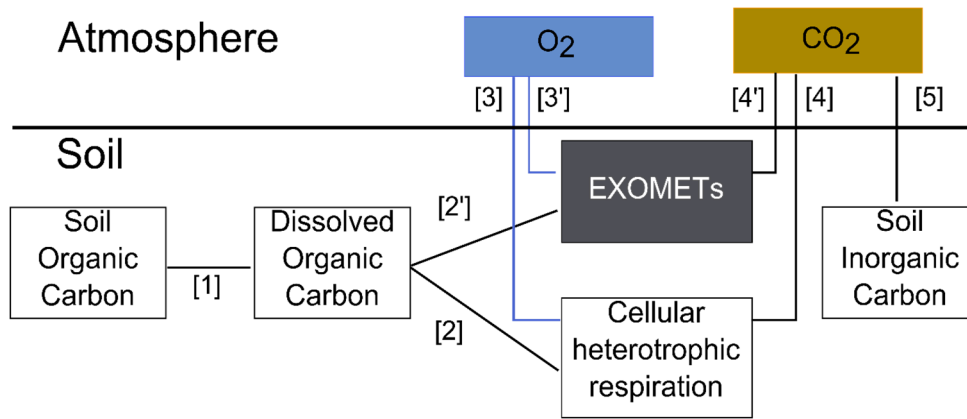 Atmosphere
O2
CO2
[3]
[3']
[4']
[4]
[5]
Soil
EXOMETs
[2']
Soil
Organic
Carbon
[1]
Dissolved
Organic
Carbon
Soil
Inorganic
Carbon
[2]
Cellular
heterotrophic
respiration